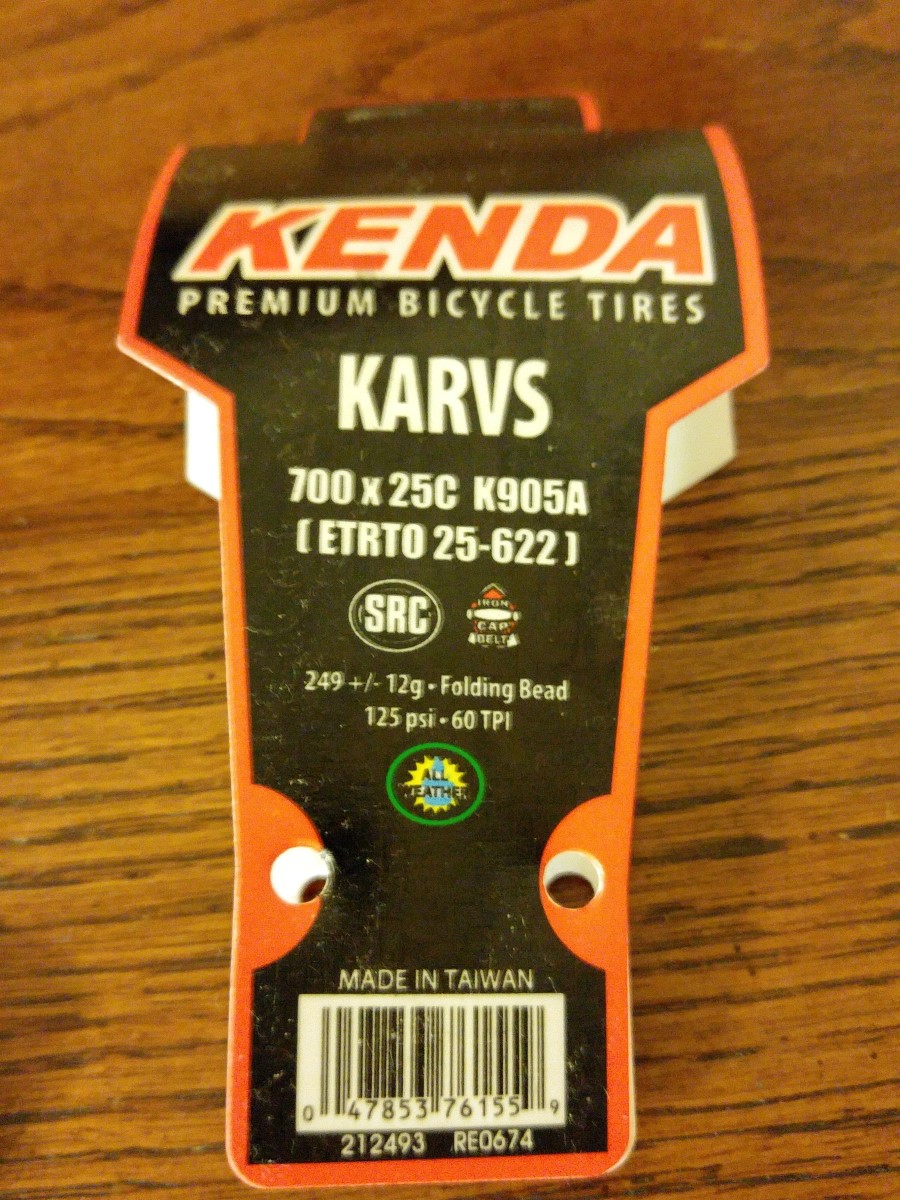 KENDA
PREMIUM BICYCLE TIRES
KARVS
700 x 25C K905A
( ETRTO 25-622 )
SRC
IRON
CAP
BELT
249 +/- 12g • Folding Bead
125 psi • 60 TPI
ALL
WEATHER
MADE IN TAIWAN
0 47853 76155 9
212493 RE0674